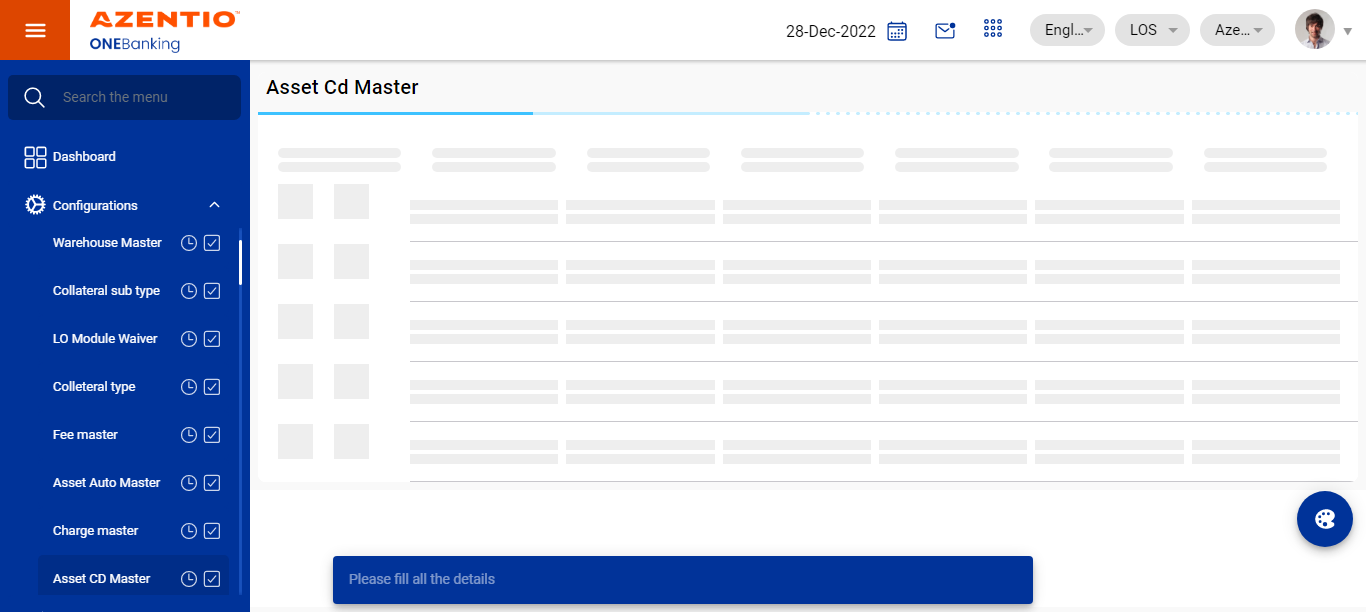 AZENTIO™
ONEBanking
28-Dec-2022
Engl...
LOS
Aze...
Search the menu
Dashboard
Configurations
Warehouse Master
Collateral sub type
LO Module Waiver
Colleteral type
Fee master
Asset Auto Master
Charge master
Asset CD Master
Asset Cd Master
Please fill all the details